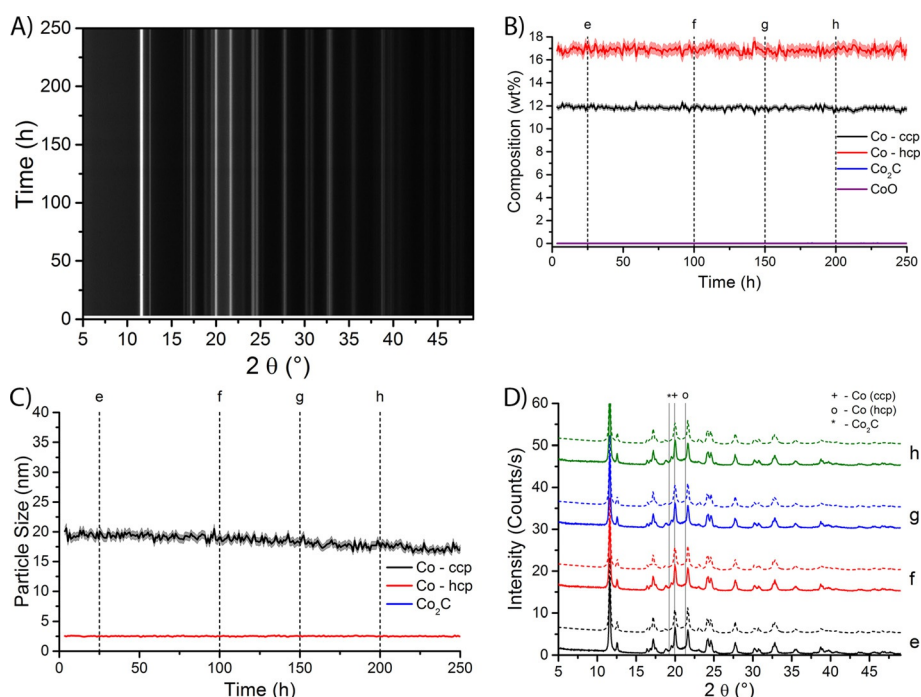 A)
Time (h)
250
200
150
100
50
0
5 10 15 20 25 30 35 40 45
2 θ (°)
B)
e f g h
Composition (wt%)
18
16
14
12
10
8
6
4
2
0
Co - ccp
Co - hcp
Co₂C
CoO
0 50 100 150 200 250
Time (h)
C)
e f g h
Particle Size (nm)
40
35
30
25
20
15
10
5
0
Co - ccp
Co - hcp
Co₂C
0 50 100 150 200 250
Time (h)
D)
*+ o
+ - Co (ccp)
o - Co (hcp)
* - Co₂C
Intensity (Counts/s)
60
50
40
30
20
10
0
h
g
f
e
5 10 15 20 25 30 35 40 45
2 θ (°)